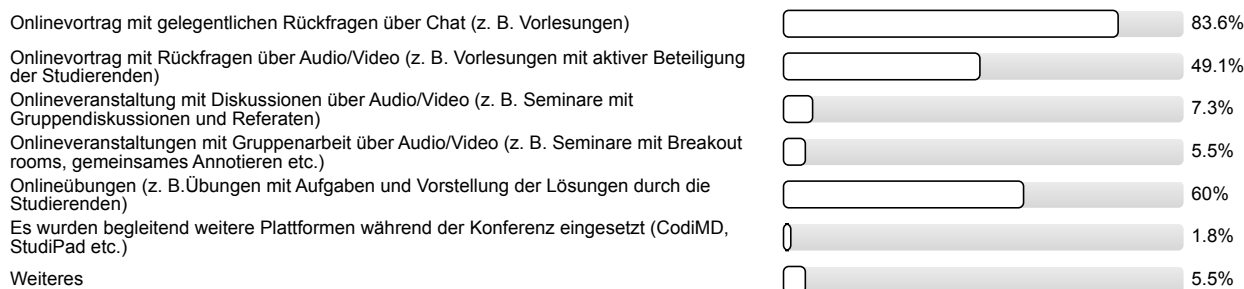 Onlinevortrag mit gelegentlichen Rückfragen über Chat (z. B. Vorlesungen) 83.6%
Onlinevortrag mit Rückfragen über Audio/Video (z. B. Vorlesungen mit aktiver Beteiligung
der Studierenden) 49.1%
Onlineveranstaltung mit Diskussionen über Audio/Video (z. B. Seminare mit
Gruppendiskussionen und Referaten) 7.3%
Onlineveranstaltungen mit Gruppenarbeit über Audio/Video (z. B. Seminare mit Breakout
rooms, gemeinsames Annotieren etc.) 5.5%
Onlineübungen (z. B.Übungen mit Aufgaben und Vorstellung der Lösungen durch die
Studierenden) 60%
Es wurden begleitend weitere Plattformen während der Konferenz eingesetzt (CodiMD,
StudiPad etc.) 1.8%
Weiteres 5.5%